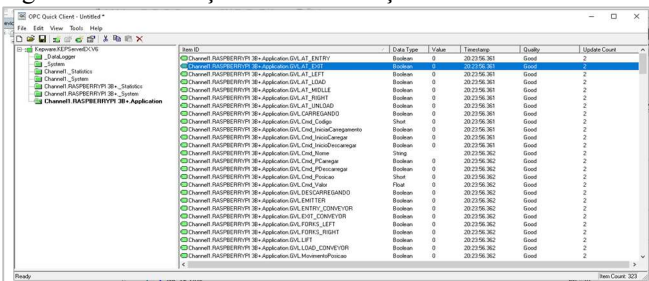 OPC Quick Client - Untitled *
File Edit View Tools Help
Kepware.KEPServerEX.V6
_DataLogger
_System
Channel1._Statistics
Channel1._System
Channel1.RASPBERRYPI 3B+._Statistics
Channel1.RASPBERRYPI 3B+._System
Channel1.RASPBERRYPI 3B+.Application
Item ID Data Type Value Timestamp Quality Update Count
Channel1.RASPBERRYPI 3B+.Application.GVL.AT_ENTRY Boolean 0 20:23:56.361 Good 2
Channel1.RASPBERRYPI 3B+.Application.GVL.AT_EXIT Boolean 0 20:23:56.361 Good 2
Channel1.RASPBERRYPI 3B+.Application.GVL.AT_LEFT Boolean 0 20:23:56.361 Good 2
Channel1.RASPBERRYPI 3B+.Application.GVL.AT_LOAD Boolean 0 20:23:56.361 Good 2
Channel1.RASPBERRYPI 3B+.Application.GVL.AT_MIDLLE Boolean 0 20:23:56.361 Good 2
Channel1.RASPBERRYPI 3B+.Application.GVL.AT_RIGHT Boolean 0 20:23:56.361 Good 2
Channel1.RASPBERRYPI 3B+.Application.GVL.AT_UNLOAD Boolean 0 20:23:56.361 Good 2
Channel1.RASPBERRYPI 3B+.Application.GVL.CARREGANDO Boolean 0 20:23:56.361 Good 2
Channel1.RASPBERRYPI 3B+.Application.GVL.Cmd_Codigo Short 0 20:23:56.361 Good 2
Channel1.RASPBERRYPI 3B+.Application.GVL.Cmd_IniciaCarregamento Boolean 0 20:23:56.361 Good 2
Channel1.RASPBERRYPI 3B+.Application.GVL.Cmd_InicioCarregar Boolean 0 20:23:56.361 Good 2
Channel1.RASPBERRYPI 3B+.Application.GVL.Cmd_InicioDescarregar Boolean 0 20:23:56.361 Good 2
Channel1.RASPBERRYPI 3B+.Application.GVL.Cmd_Nome String 20:23:56.362 Good 2
Channel1.RASPBERRYPI 3B+.Application.GVL.Cmd_PCarregar Boolean 0 20:23:56.362 Good 2
Channel1.RASPBERRYPI 3B+.Application.GVL.Cmd_PDescarregar Boolean 0 20:23:56.362 Good 2
Channel1.RASPBERRYPI 3B+.Application.GVL.Cmd_Posicao Short 0 20:23:56.362 Good 2
Channel1.RASPBERRYPI 3B+.Application.GVL.Cmd_Valor Float 0 20:23:56.362 Good 2
Channel1.RASPBERRYPI 3B+.Application.GVL.DESCARREGANDO Boolean 0 20:23:56.362 Good 2
Channel1.RASPBERRYPI 3B+.Application.GVL.EMITTER Boolean 0 20:23:56.362 Good 2
Channel1.RASPBERRYPI 3B+.Application.GVL.ENTRY_CONVEYOR Boolean 0 20:23:56.362 Good 2
Channel1.RASPBERRYPI 3B+.Application.GVL.EXIT_CONVEYOR Boolean 0 20:23:56.362 Good 2
Channel1.RASPBERRYPI 3B+.Application.GVL.FORKS_LEFT Boolean 0 20:23:56.362 Good 2
Channel1.RASPBERRYPI 3B+.Application.GVL.FORKS_RIGHT Boolean 0 20:23:56.362 Good 2
Channel1.RASPBERRYPI 3B+.Application.GVL.LIFT Boolean 0 20:23:56.362 Good 2
Channel1.RASPBERRYPI 3B+.Application.GVL.LOAD_CONVEYOR Boolean 0 20:23:56.362 Good 2
Channel1.RASPBERRYPI 3B+.Application.GVL.MovimentoPosicao Boolean 0 20:23:56.362 Good 2
Ready Item Count: 323